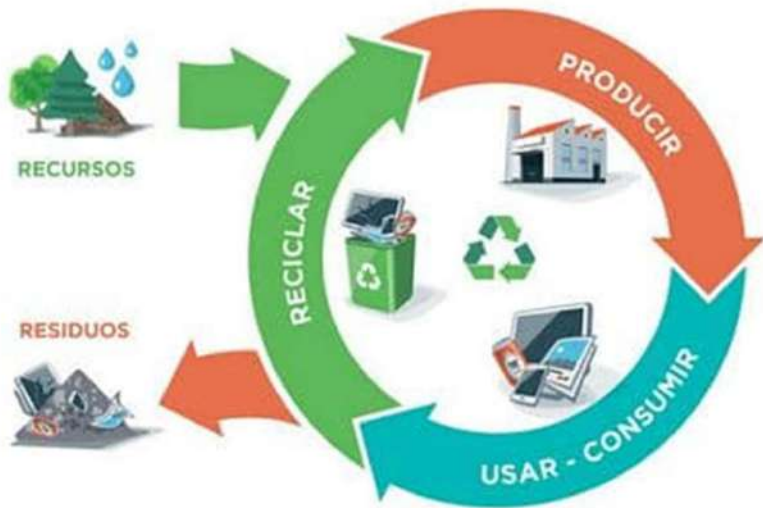 RECURSOS
PRODUCIR
RECICLAR
RESIDUOS
USAR - CONSUMIR